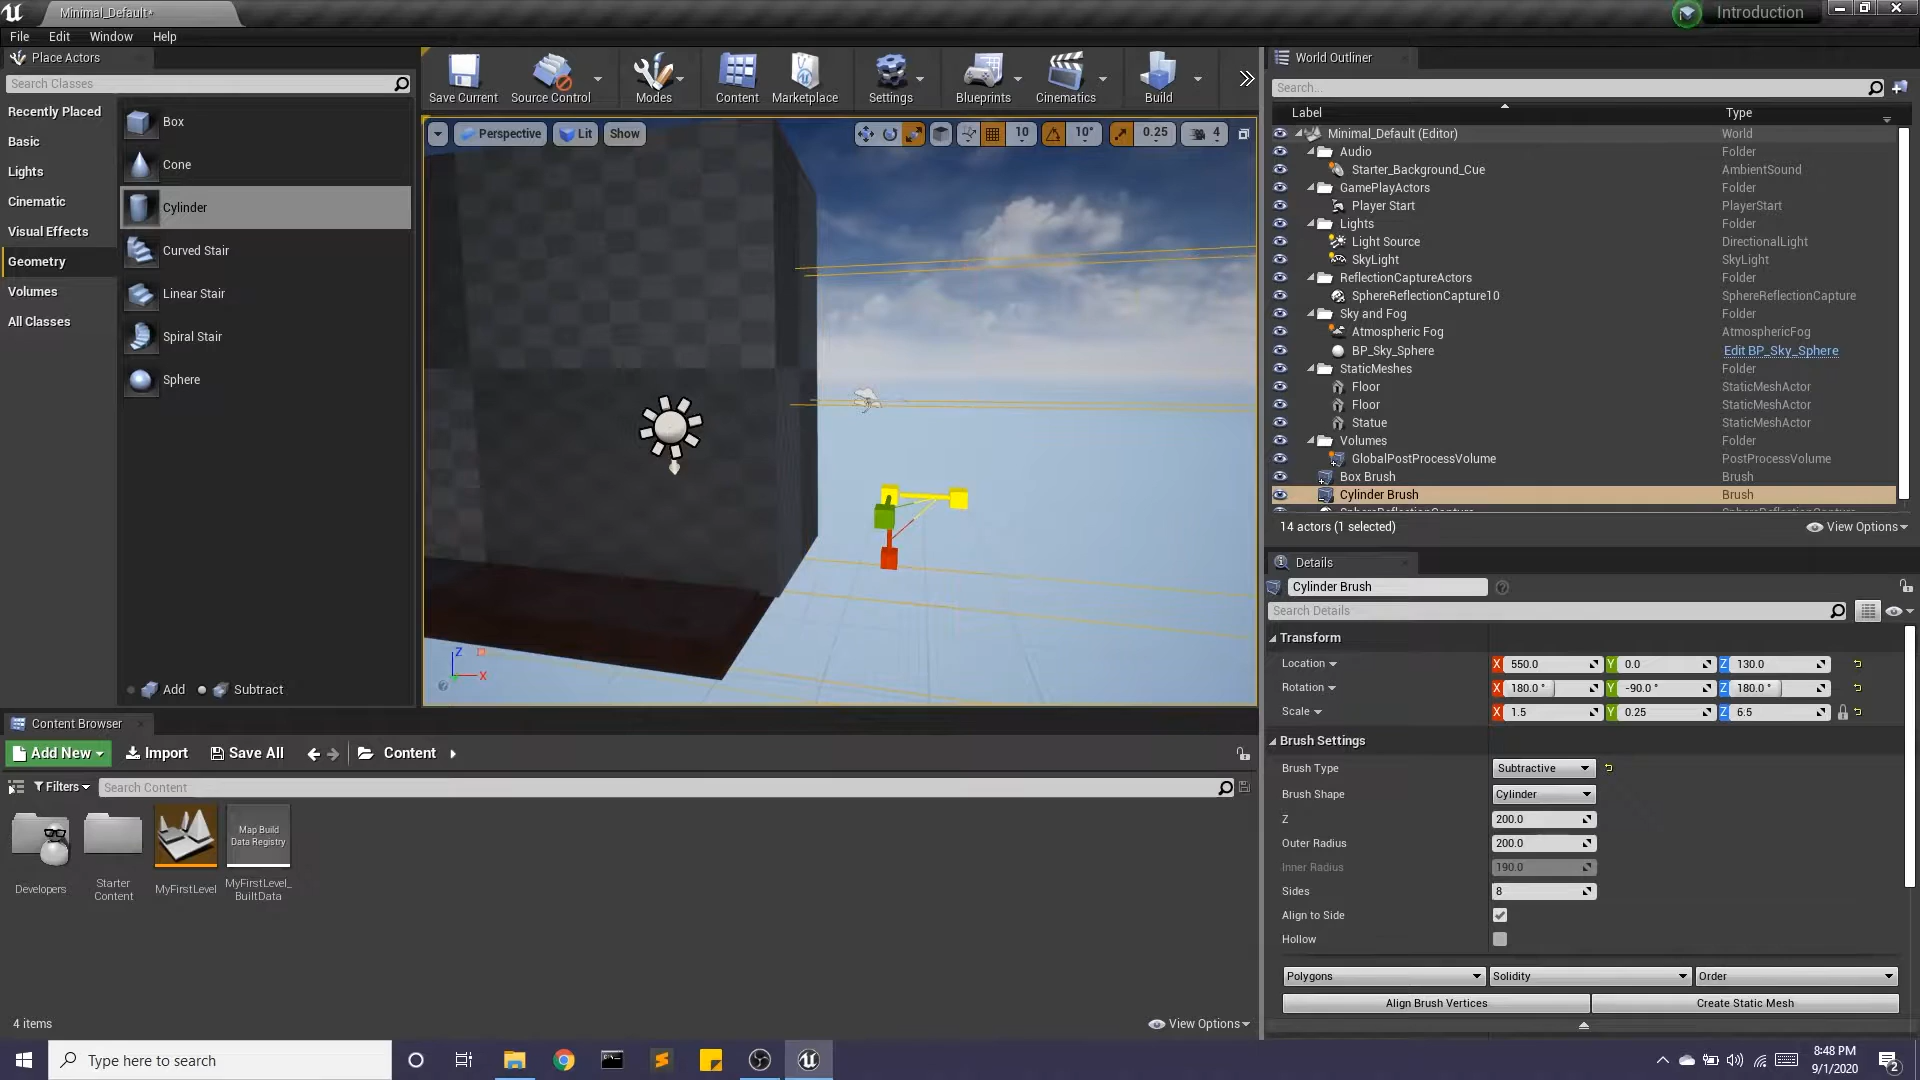 Minimal_Default*
Introduction
File Edit Window Help
Place Actors
Search Classes
Recently Placed
Basic
Lights
Cinematic
Visual Effects
Geometry
Volumes
All Classes
Box
Cone
Cylinder
Curved Stair
Linear Stair
Spiral Stair
Sphere
Add Subtract
Save Current Source Control Modes Content Marketplace Settings Blueprints Cinematics Build
Perspective Lit Show 10 10° 0.25 4
Z
X
World Outliner
Search...
Label Type
Minimal_Default (Editor) World
Audio Folder
Starter_Background_Cue AmbientSound
GamePlayActors Folder
Player Start PlayerStart
Lights Folder
Light Source DirectionalLight
SkyLight SkyLight
ReflectionCaptureActors Folder
SphereReflectionCapture10 SphereReflectionCapture
Sky and Fog Folder
Atmospheric Fog AtmosphericFog
BP_Sky_Sphere Edit BP_Sky_Sphere
StaticMeshes Folder
Floor StaticMeshActor
Floor StaticMeshActor
Statue StaticMeshActor
Volumes Folder
GlobalPostProcessVolume PostProcessVolume
Box Brush Brush
Cylinder Brush Brush
14 actors (1 selected) View Options
Details
Cylinder Brush
Search Details
Transform
Location X 550.0 Y 0.0 Z 130.0
Rotation X 180.0 ° Y -90.0 ° Z 180.0 °
Scale X 1.5 Y 0.25 Z 6.5
Brush Settings
Brush Type Subtractive
Brush Shape Cylinder
Z 200.0
Outer Radius 200.0
Inner Radius 190.0
Sides 8
Align to Side
Hollow
Polygons Solidity Order
Align Brush Vertices Create Static Mesh
Content Browser
Add New Import Save All Content
Filters Search Content
Developers
Starter
Content
MyFirstLevel
Map Build
Data Registry
MyFirstLevel_
BuiltData
4 items View Options
Type here to search
8:48 PM
9/1/2020
2